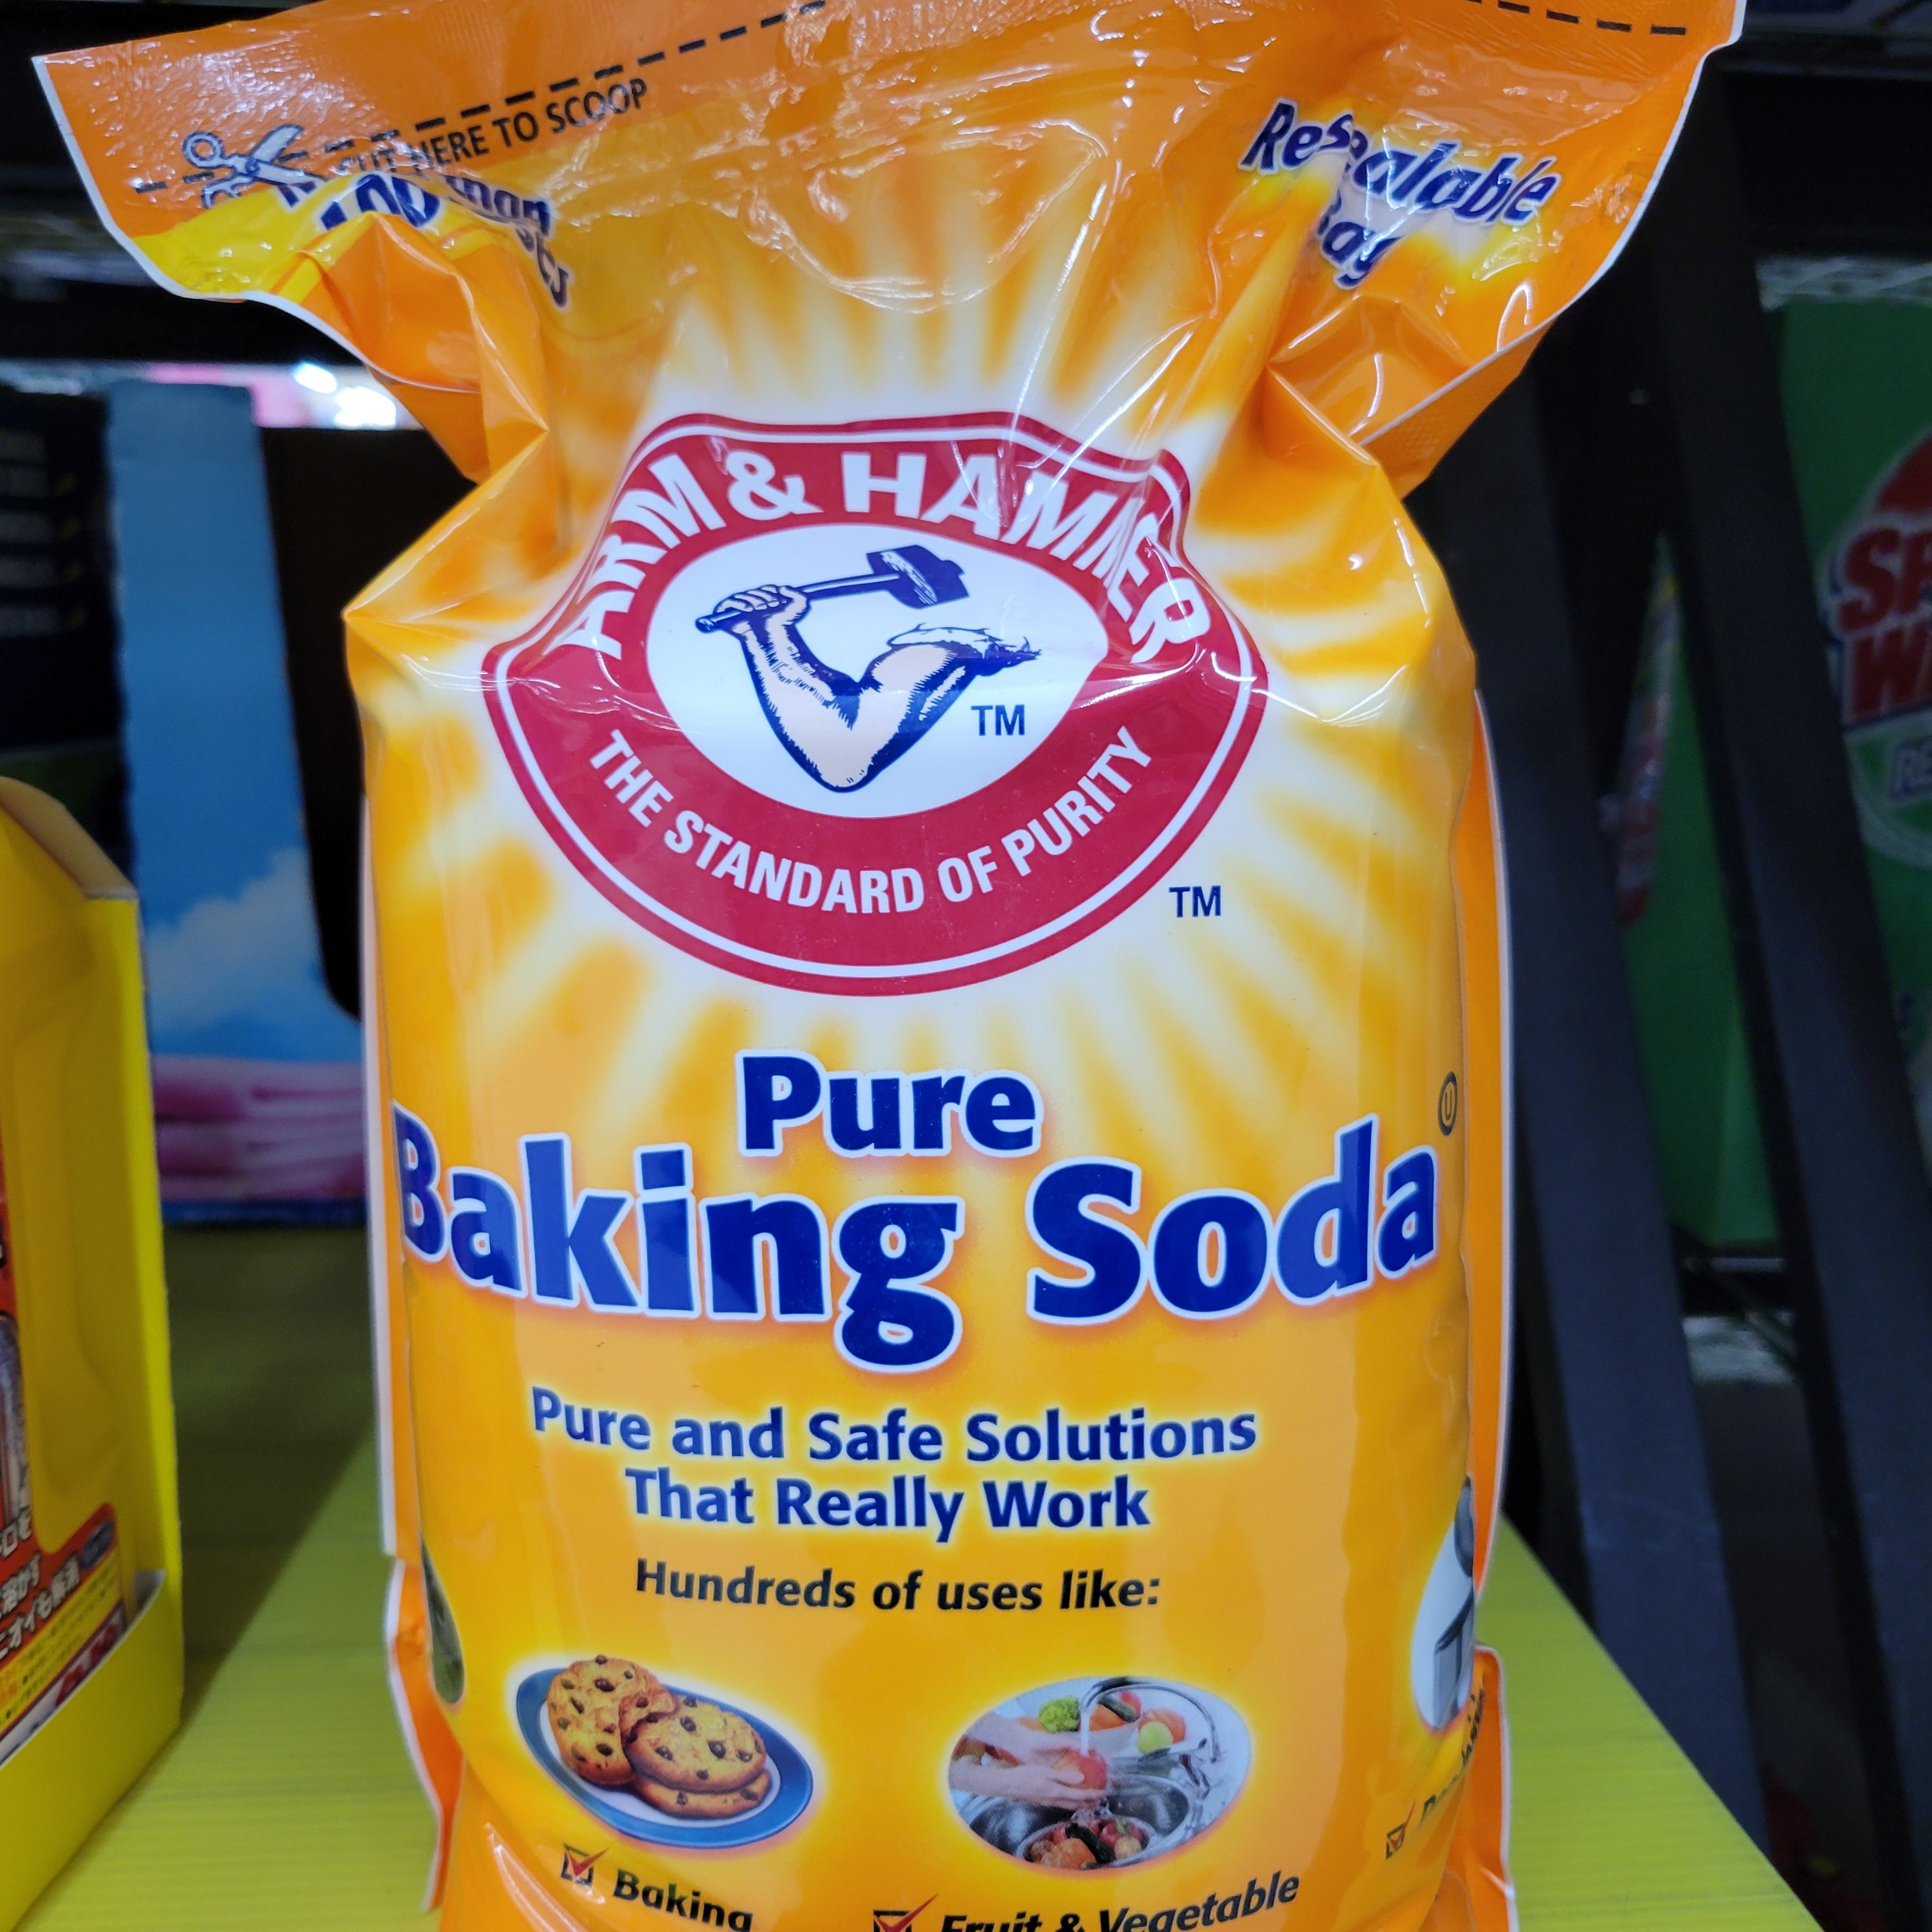 CUT HERE TO SCOOP
Resealable
Bag
ARM & HAMMER
TM
THE STANDARD OF PURITY
TM
Pure
Baking Soda
U
Pure and Safe Solutions
That Really Work
Hundreds of uses like:
Baking
Fruit & Vegetable